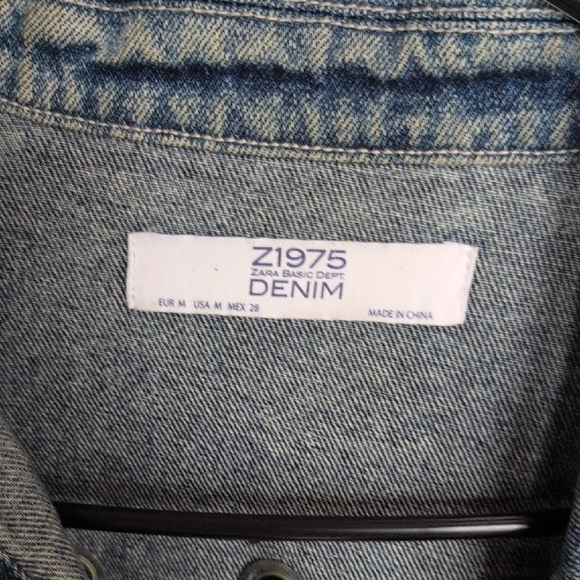 Z1975
ZARA BASIC DEPT.
DENIM
EUR M USA M MEX 28
MADE IN CHINA